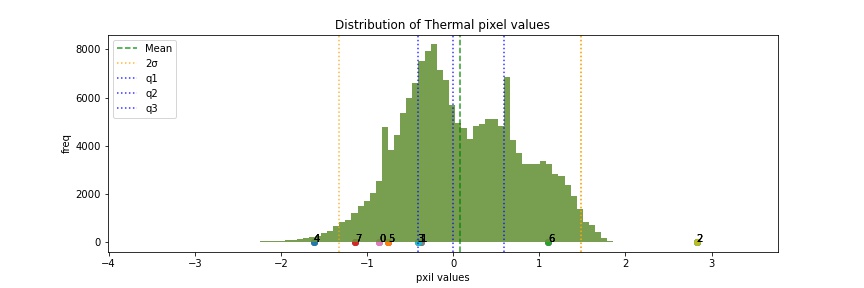 Distribution of Thermal pixel values
Mean
2σ
q1
q2
q3
freq
8000
6000
4000
2000
0
4 7 0 5 3 1 6 2
−4 −3 −2 −1 0 1 2 3
pxil values